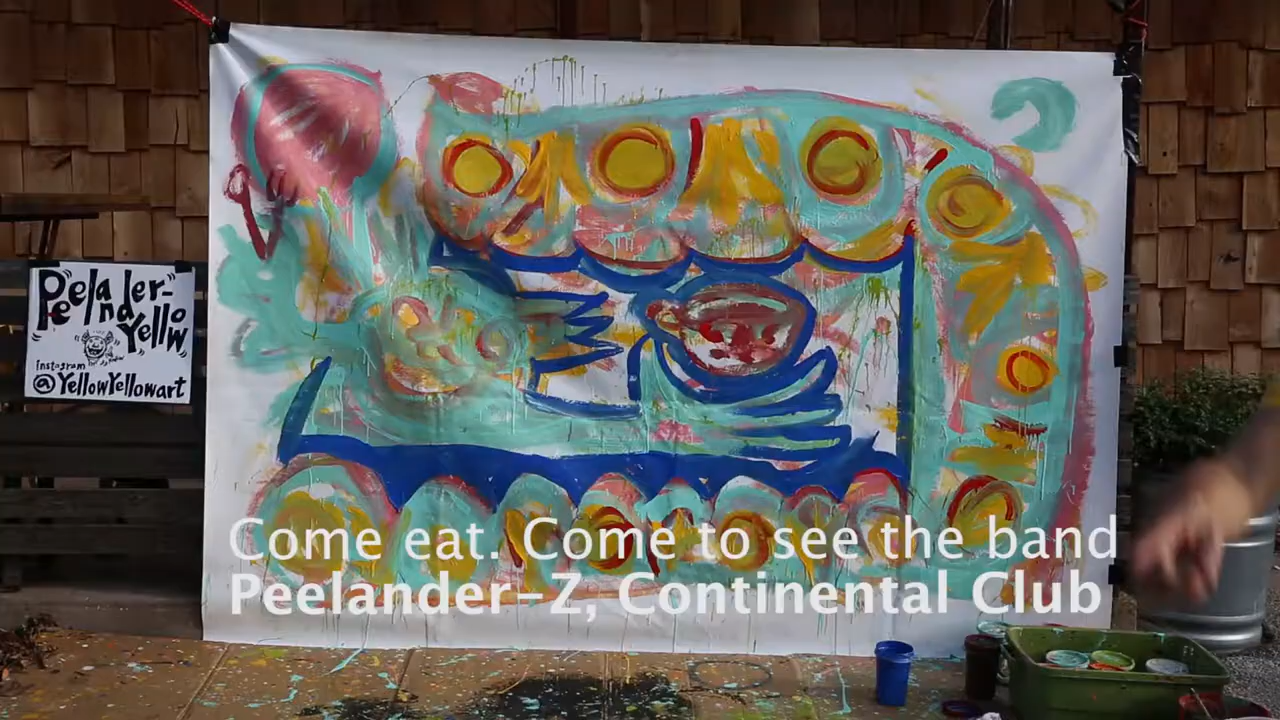 Peelander-
Yellow
Instagram
@YellowYellowart
Come eat. Come to see the band
Peelander-Z, Continental Club